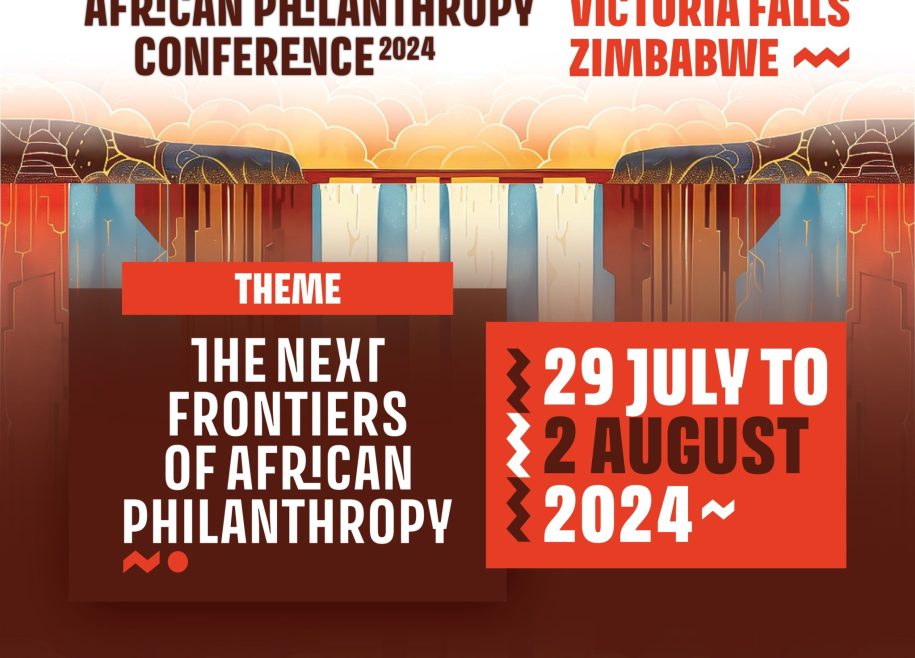 AFRICAN PHILANTHROPY
CONFERENCE 2024
VICTORIA FALLS
ZIMBABWE
THEME
THE NEXT
FRONTIERS
OF AFRICAN
PHILANTHROPY
29 JULY TO
2 AUGUST
2024